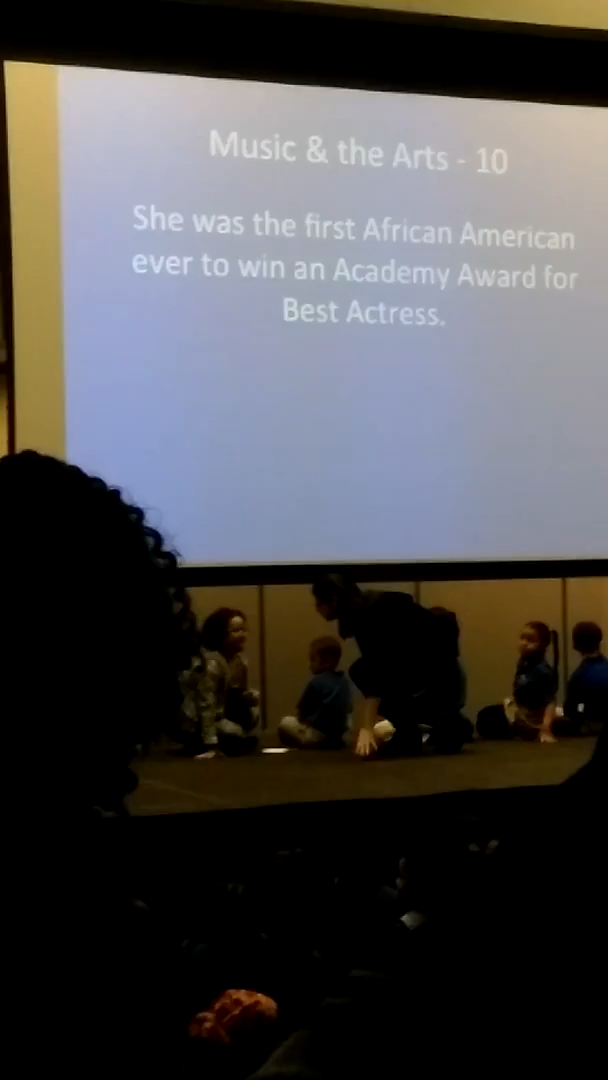 Music & the Arts - 10
She was the first African American
ever to win an Academy Award for
Best Actress.